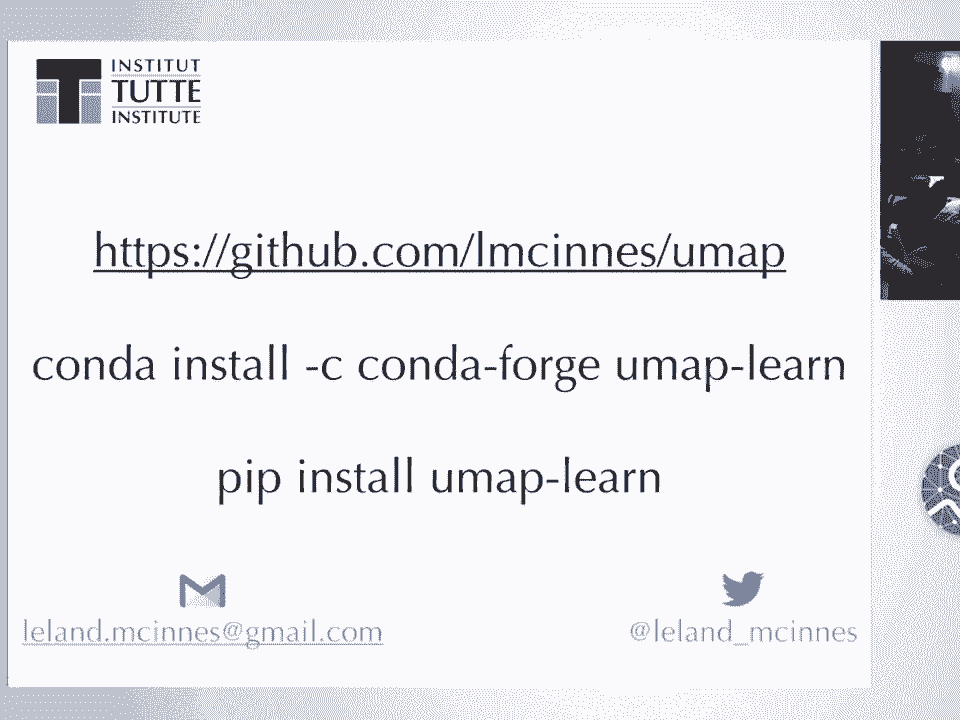 INSTITUT
TUTTE
INSTITUTE
https://github.com/lmcinnes/umap
conda install -c conda-forge umap-learn
pip install umap-learn
leland.mcinnes@gmail.com
@leland_mcinnes